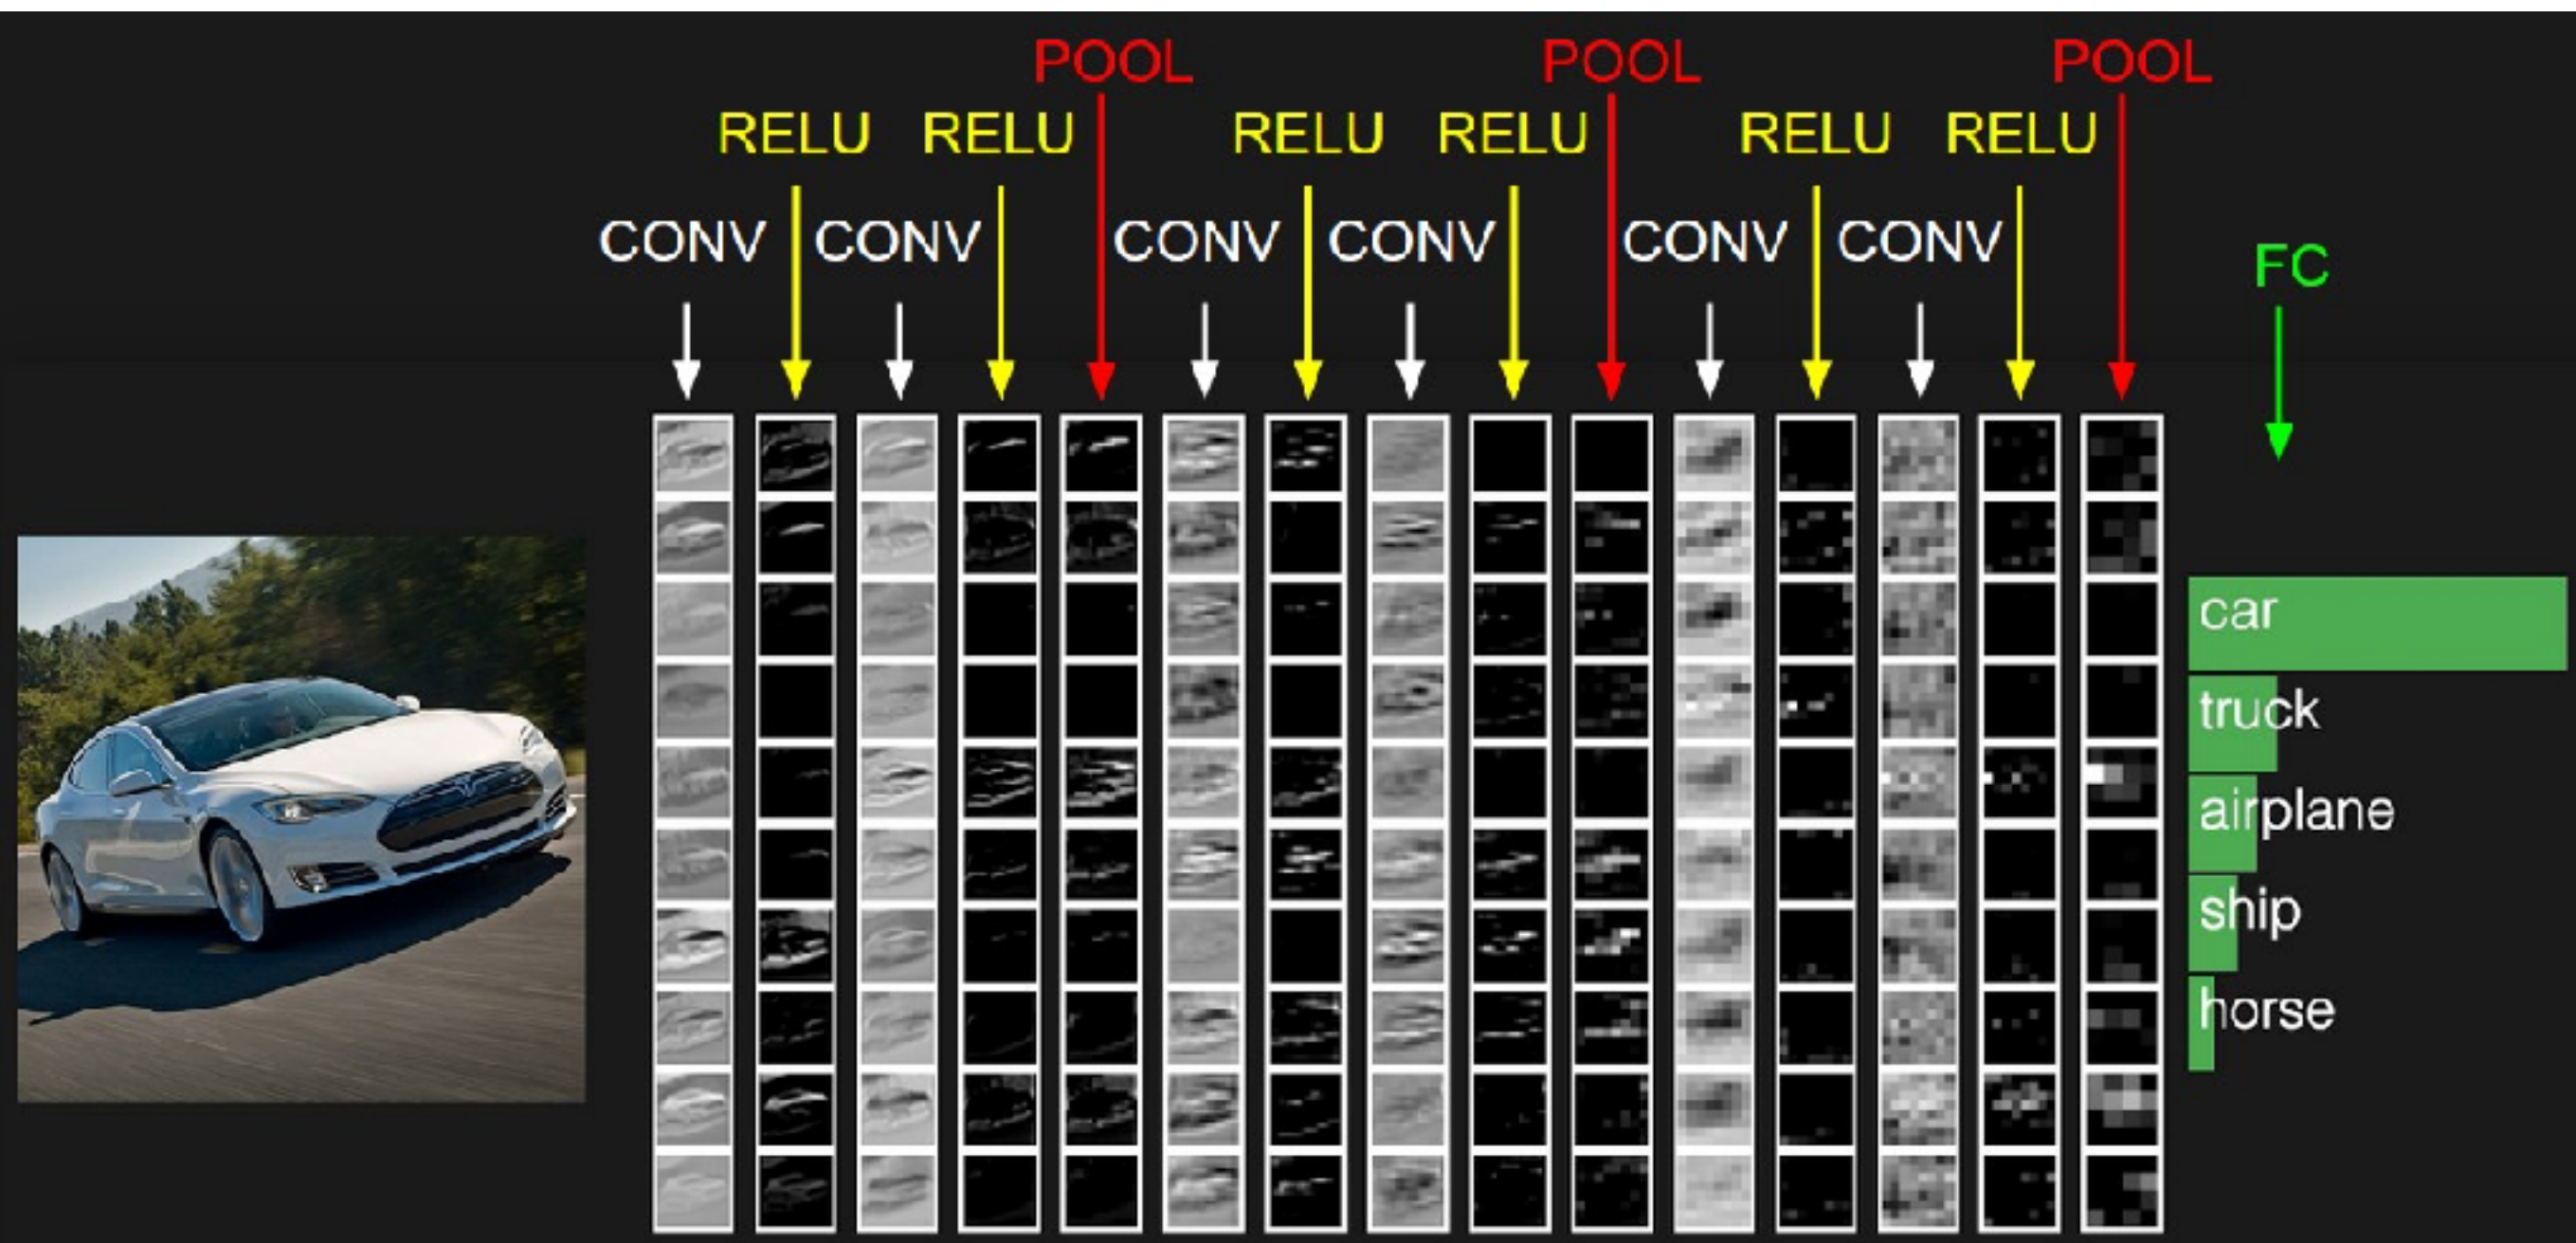 POOL POOL POOL
RELU RELU RELU RELU RELU RELU
CONV CONV CONV CONV CONV CONV
FC
car
truck
airplane
ship
horse